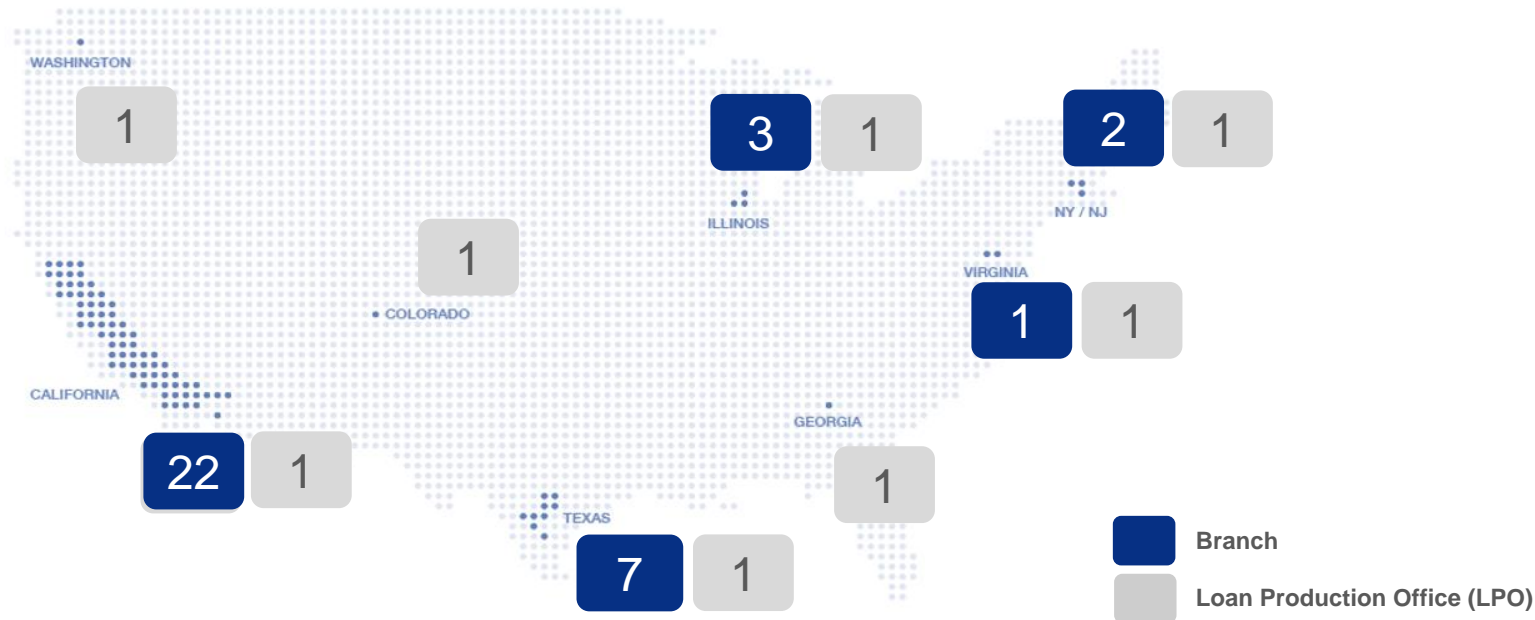 WASHINGTON
1
3 1
ILLINOIS
2 1
NY / NJ
1
COLORADO
VIRGINIA
1 1
CALIFORNIA
22 1
GEORGIA
1
TEXAS
7 1
Branch
Loan Production Office (LPO)